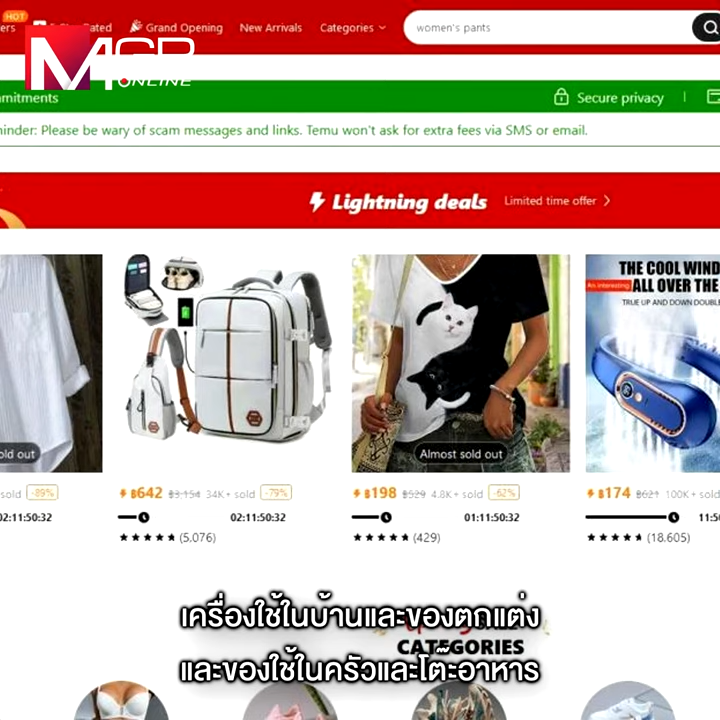 HOT
ers
Rated
Grand Opening
New Arrivals
Categories
women's pants
MGR
ONLINE
mmitments
Secure privacy
inder: Please be wary of scam messages and links. Temu won't ask for extra fees via SMS or email.
Lightning deals
Limited time offer >
THE COOL WIND
An interesting
ALL OVER THE
TRUE UP AND DOWN DOUBLE
old out
Almost sold out
sold -89%
฿642 ฿3,154 34K+ sold -79%
฿198 ฿529 4.8K+ sold -62%
฿174 ฿621 100K+ sold
02:11:50:32
02:11:50:32
01:11:50:32
11:50
(5,076)
(429)
(18,605)
เครื่องใช้ในบ้านและของตกแต่ง
CATEGORIES
และของใช้ในครัวและโต๊ะอาหาร